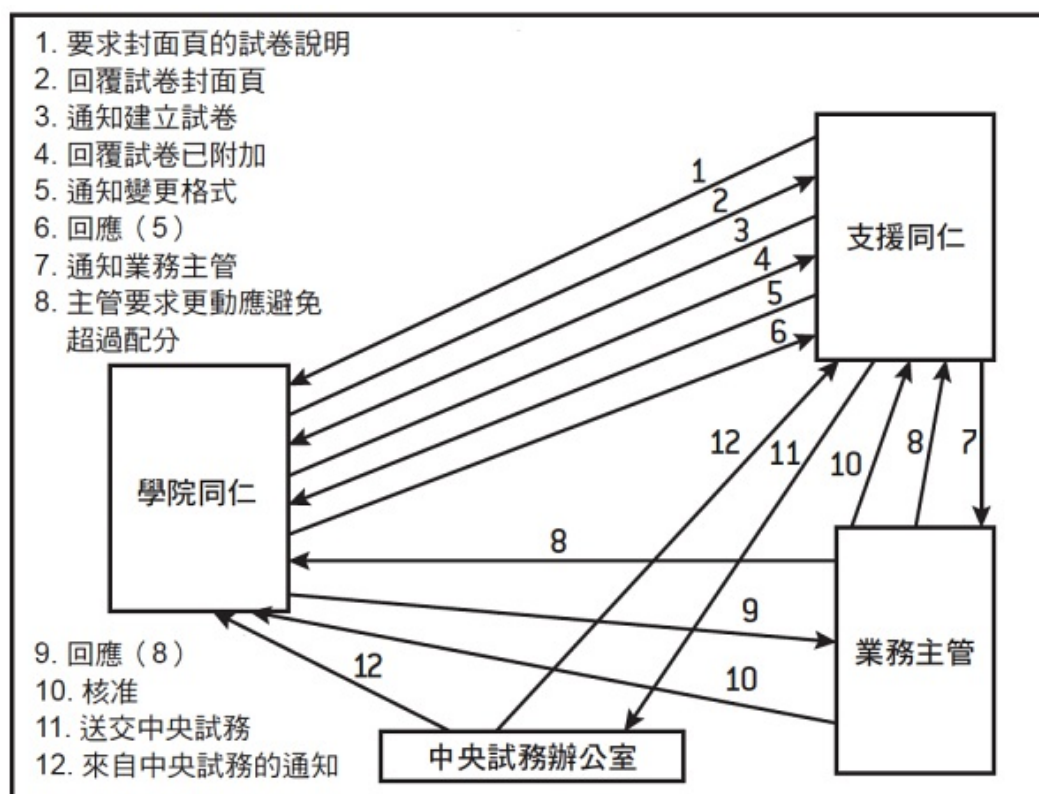 1. 要求封面頁的試卷說明
2. 回覆試卷封面頁
3. 通知建立試卷
4. 回覆試卷已附加
5. 通知變更格式
6. 回應（5）
7. 通知業務主管
8. 主管要求更動應避免
超過配分
1
2
3
4
5
6
支援同仁
學院同仁
12
11
10
8
7
8
9
業務主管
10
12
中央試務辦公室
9. 回應（8）
10. 核准
11. 送交中央試務
12. 來自中央試務的通知